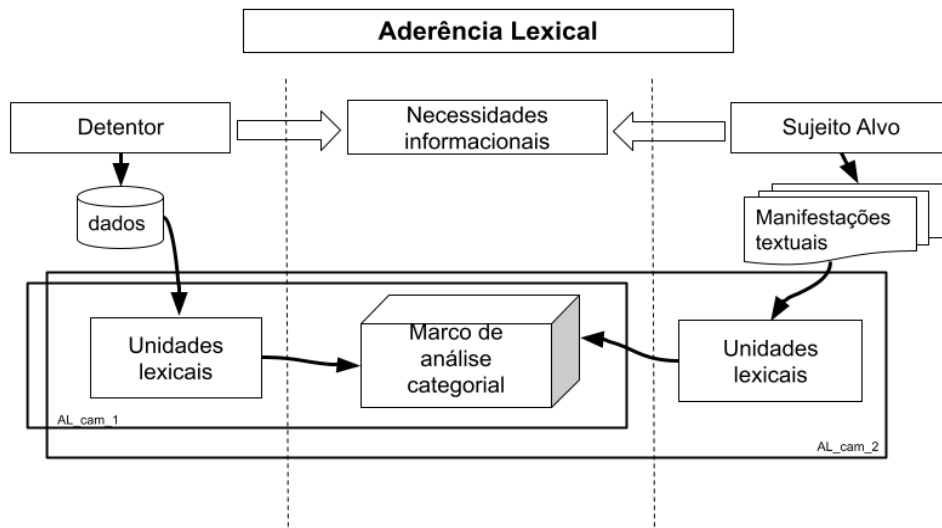 Aderência Lexical
Detentor
Necessidades
informacionais
Sujeito Alvo
dados
Manifestações
textuais
Unidades
lexicais
Marco de
análise
categorial
Unidades
lexicais
AL_cam_1
AL_cam_2